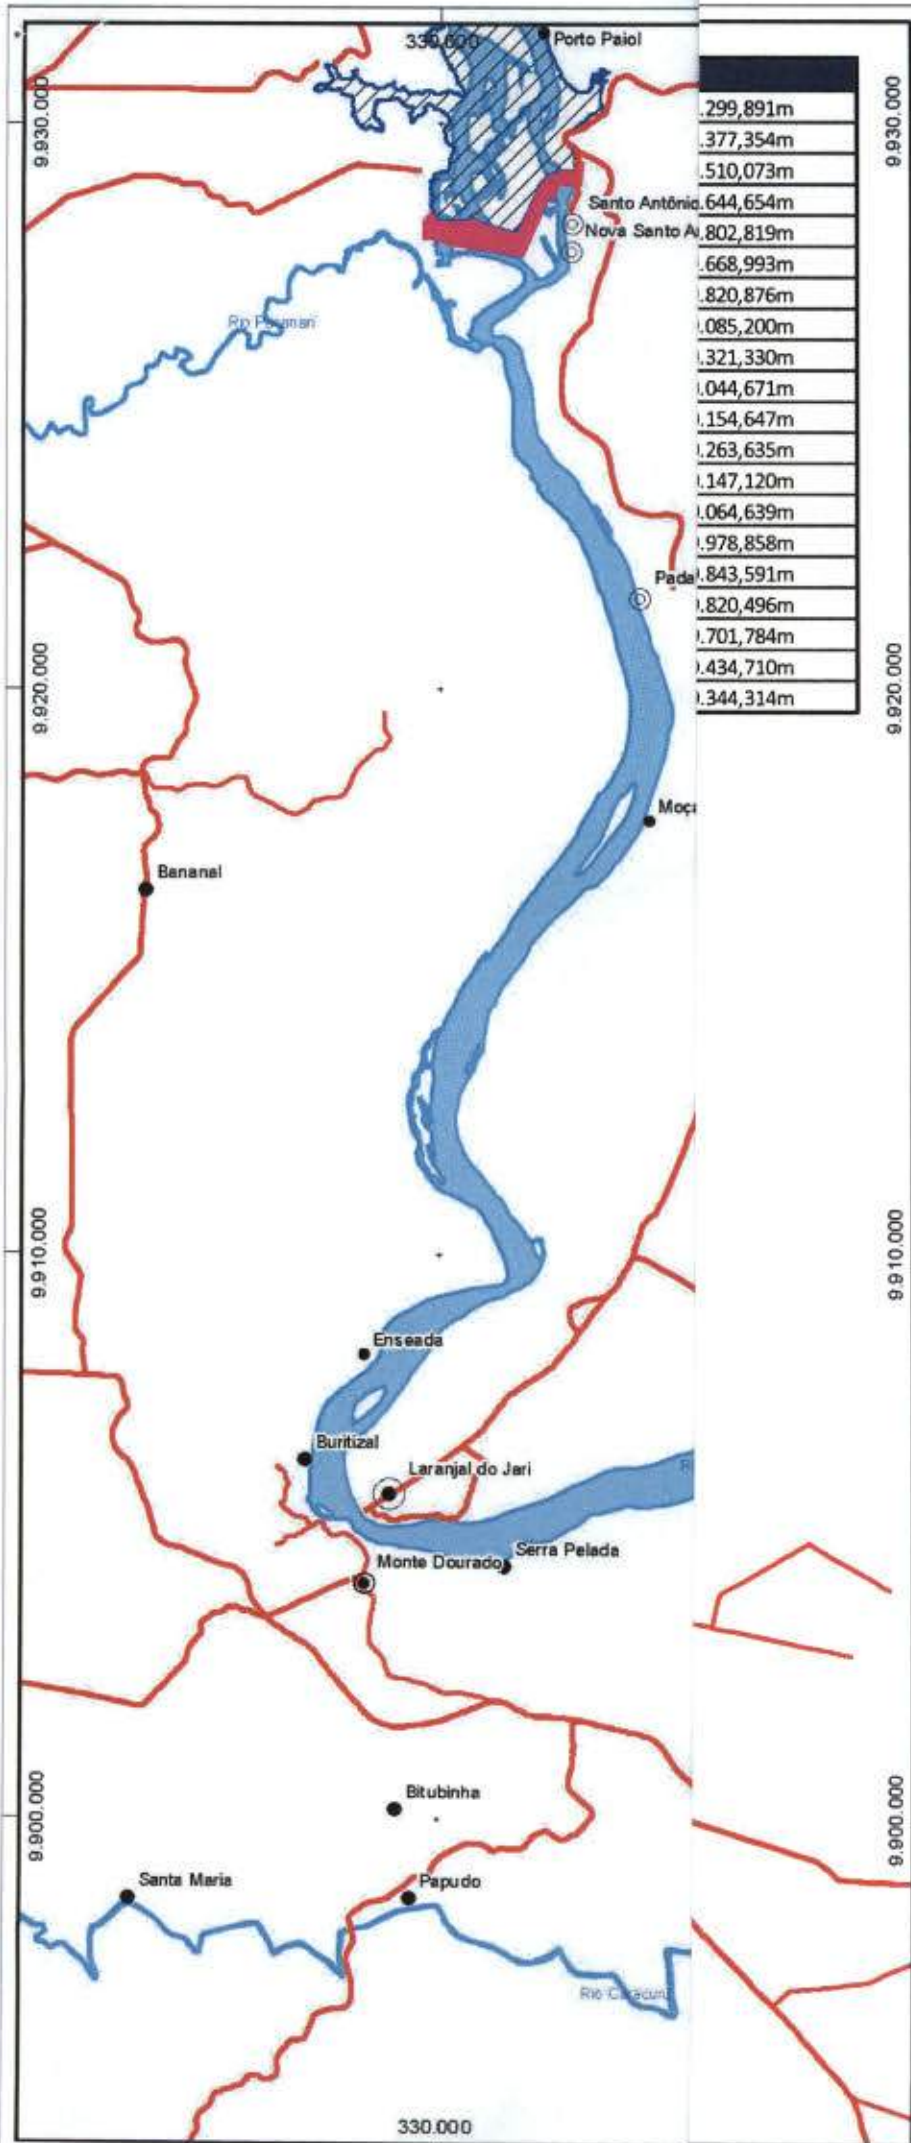 330.000
Porto Paiol
9.930.000
9.930.000
.299,891m
.377,354m
.510,073m
Santo Antônio
.644,654m
Nova Santo A
.802,819m
.668,993m
.820,876m
Rio
.085,200m
.321,330m
.044,671m
.154,647m
.263,635m
.147,120m
.064,639m
.978,858m
Pada
.843,591m
.820,496m
.701,784m
9.920.000
9.920.000
.434,710m
.344,314m
Moç
Bananal
9.910.000
9.910.000
Enseada
Buritizal
Laranjal do Jari
R
Serra Pelada
Monte Dourado
9.900.000
9.900.000
Bitubinha
Santa Maria
Papudo
Rio
330.000